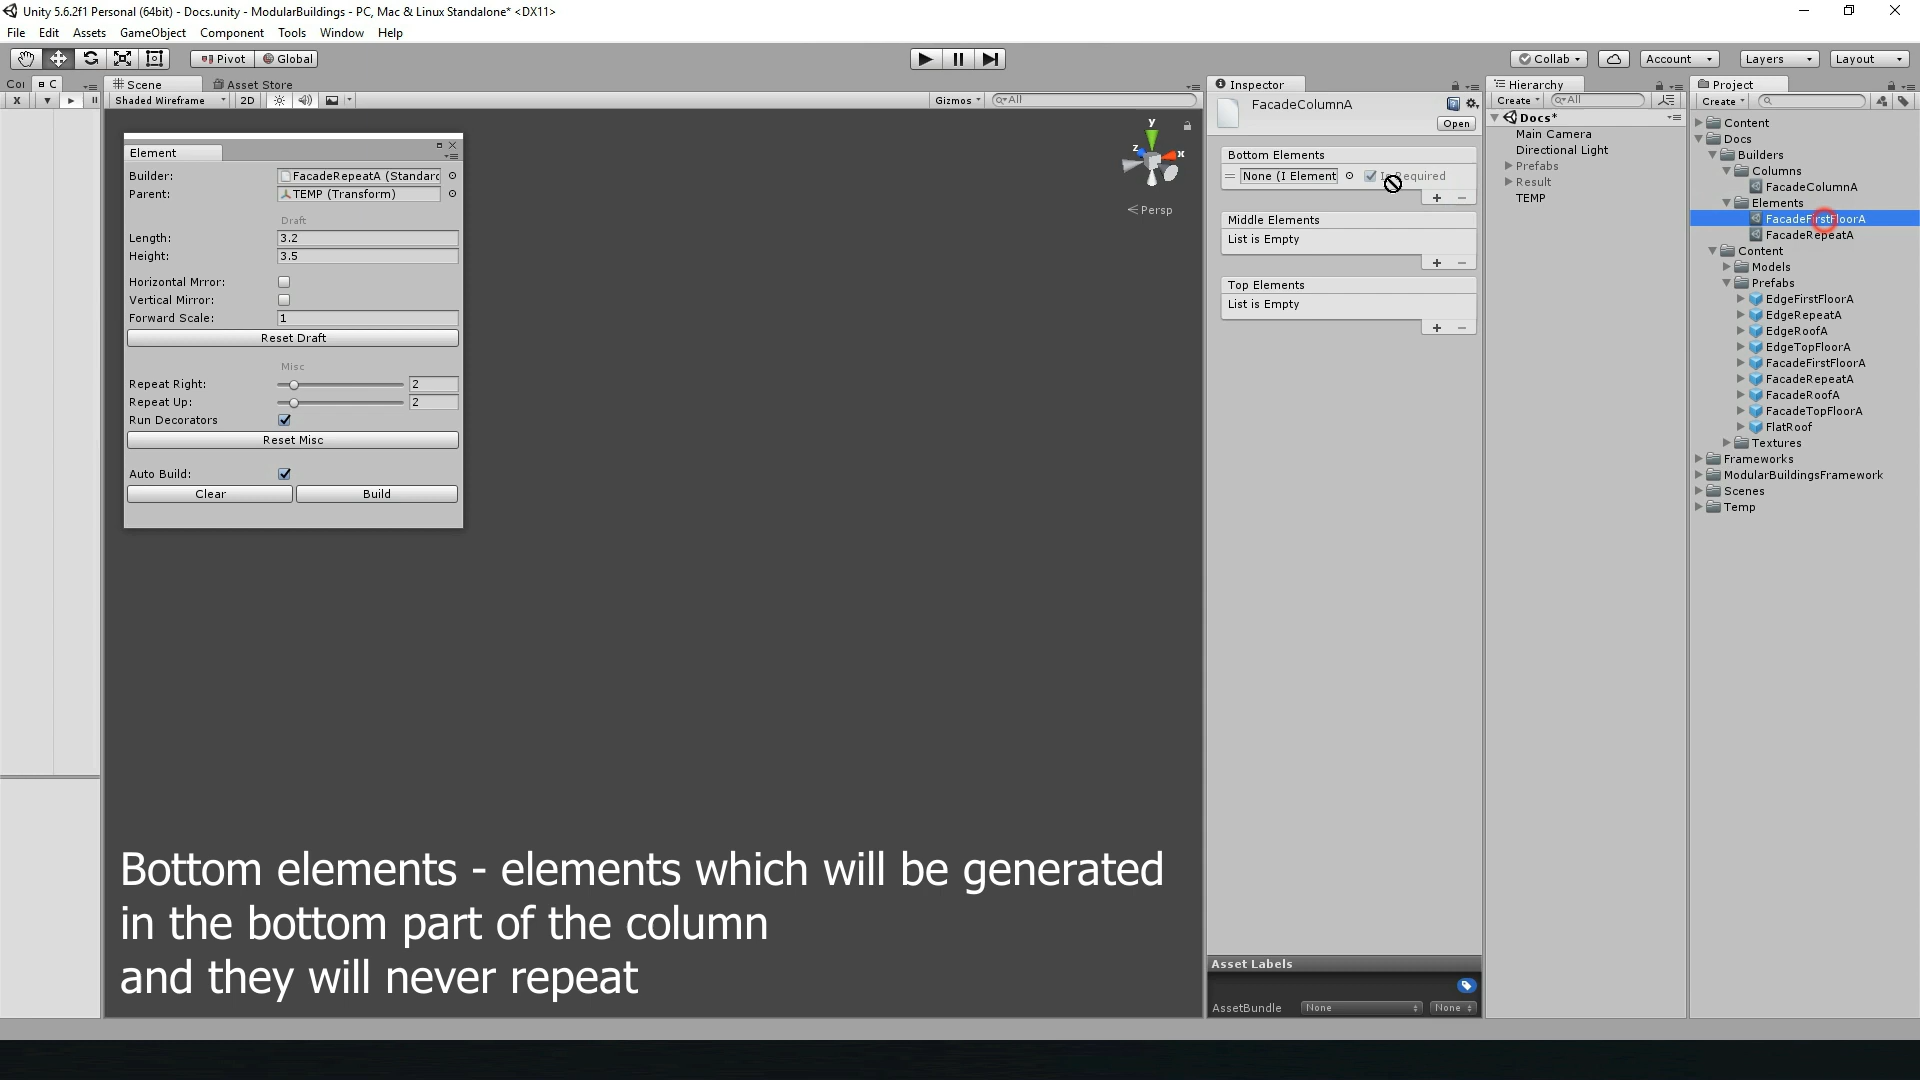 Unity 5.6.2f1 Personal (64bit) - Docs.unity - ModularBuildings - PC, Mac & Linux Standalone* <DX11>
File Edit Assets GameObject Component Tools Window Help
Pivot Global Collab Account Layers Layout
C Scene Asset Store
X Shaded Wireframe 2D Gizmos All
Element
Builder: FacadeRepeatA (Standard
Parent: TEMP (Transform)
Draft
Length: 3.2
Height: 3.5
Horizontal Mrror:
Vertical Mirror:
Forward Scale: 1
Reset Draft
Misc
Repeat Right: 2
Repeat Up: 2
Run Decorators
Reset Misc
Auto Build:
Clear Build
y
z x
Persp
Bottom elements - elements which will be generated
in the bottom part of the column
and they will never repeat
Inspector
FacadeColumnA
Open
Bottom Elements
None (I Element Required
Middle Elements
List is Empty
Top Elements
List is Empty
Asset Labels
AssetBundle None None
Hierarchy
Create All
Docs*
Main Camera
Directional Light
Prefabs
Result
TEMP
Project
Create
Content
Docs
Builders
Columns
FacadeColumnA
Elements
FacadeFirstFloorA
FacadeRepeatA
Content
Models
Prefabs
EdgeFirstFloorA
EdgeRepeatA
EdgeRoofA
EdgeTopFloorA
FacadeFirstFloorA
FacadeRepeatA
FacadeRoofA
FacadeTopFloorA
FlatRoof
Textures
Frameworks
ModularBuildingsFramework
Scenes
Temp